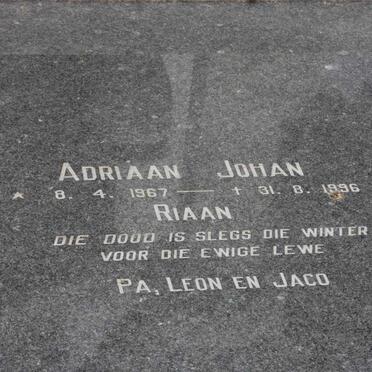 ADRIAAN JOHAN
* 8. 4. 1967 — † 31. 8. 1896
RIAAN
DIE DOOD IS SLEGS DIE WINTER
VOOR DIE EWIGE LEWE
PA, LEON EN JACO